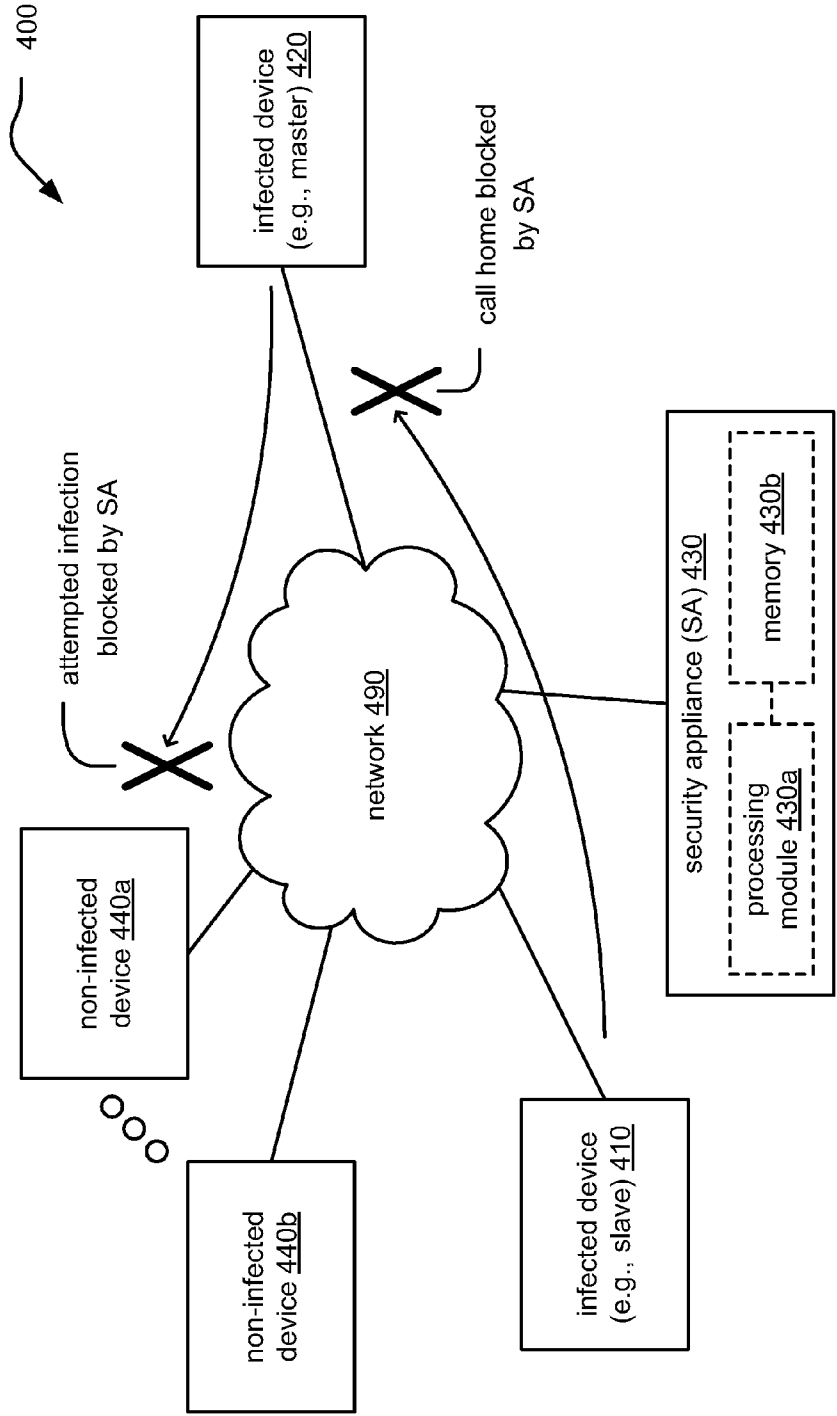 400
non-infected
device 440b
non-infected
device 440a
attempted infection
blocked by SA
infected device
(e.g., master) 420
network 490
call home blocked
by SA
infected device
(e.g., slave) 410
security appliance (SA) 430
processing
module 430a
memory 430b